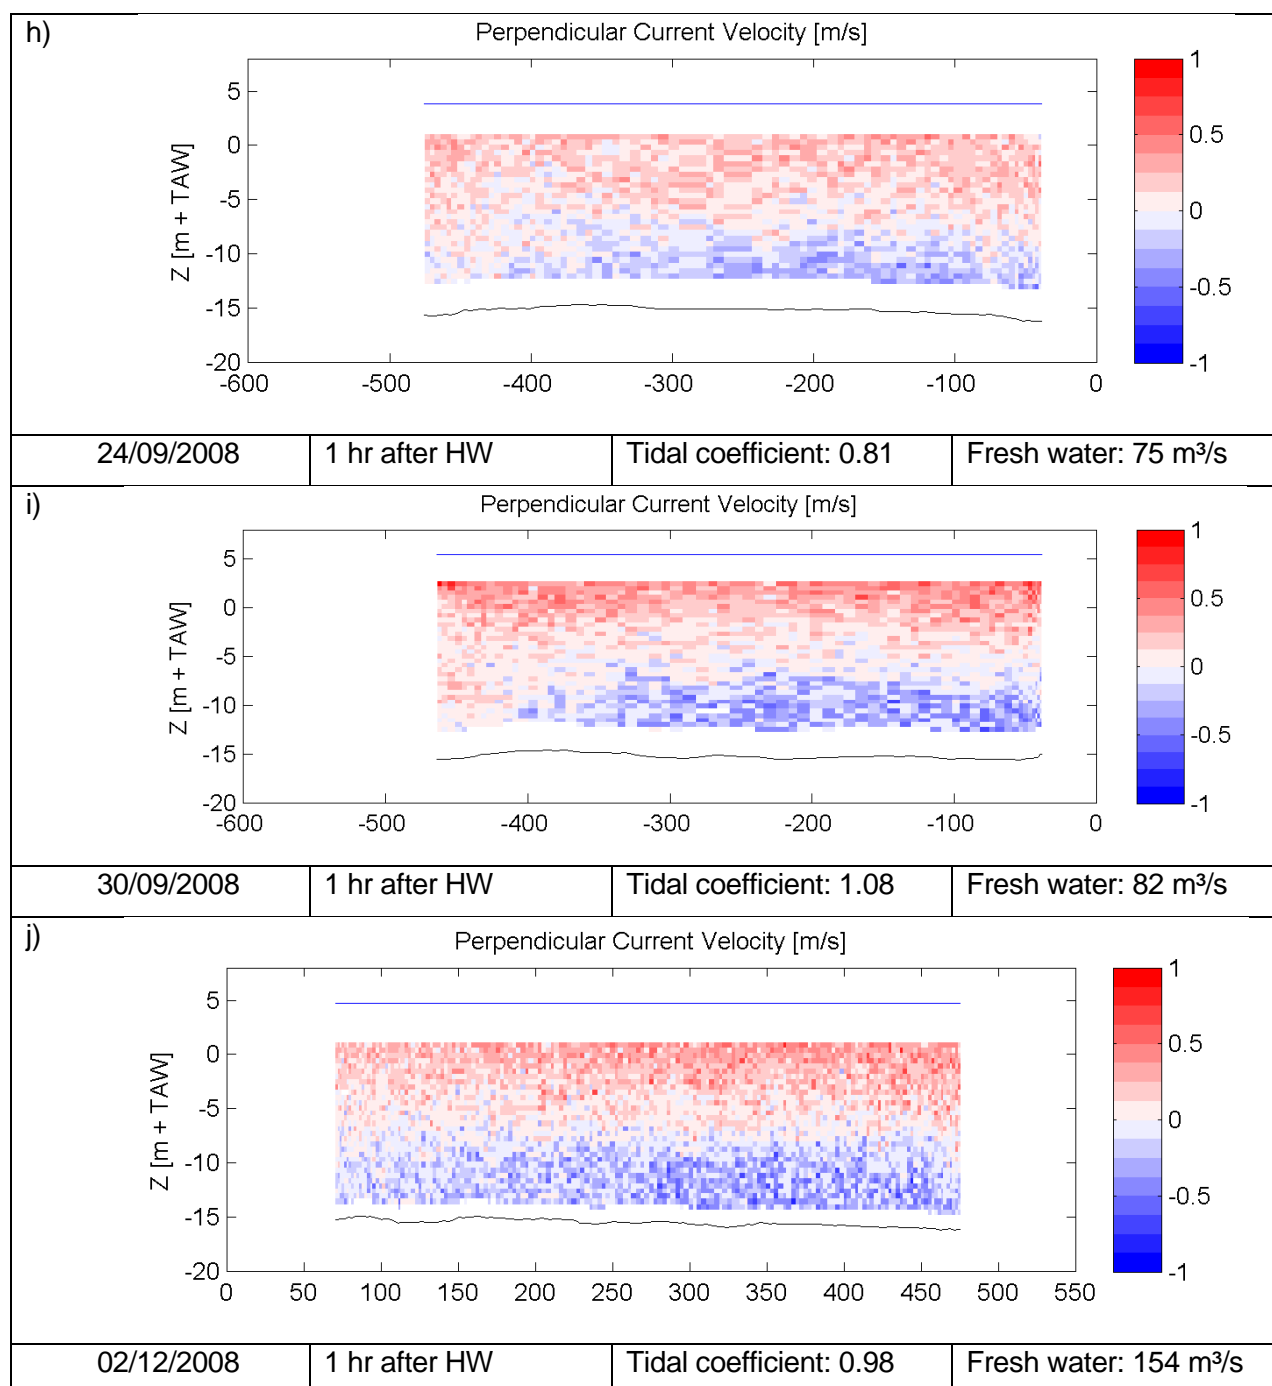 h)
Perpendicular Current Velocity [m/s]
Z [m + TAW]
5
0
-5
-10
-15
-20
-600 -500 -400 -300 -200 -100 0
1
0.5
0
-0.5
-1
24/09/2008 1 hr after HW Tidal coefficient: 0.81 Fresh water: 75 m³/s
i)
Perpendicular Current Velocity [m/s]
Z [m + TAW]
5
0
-5
-10
-15
-20
-600 -500 -400 -300 -200 -100 0
1
0.5
0
-0.5
-1
30/09/2008 1 hr after HW Tidal coefficient: 1.08 Fresh water: 82 m³/s
j)
Perpendicular Current Velocity [m/s]
Z [m + TAW]
5
0
-5
-10
-15
-20
0 50 100 150 200 250 300 350 400 450 500 550
1
0.5
0
-0.5
-1
02/12/2008 1 hr after HW Tidal coefficient: 0.98 Fresh water: 154 m³/s